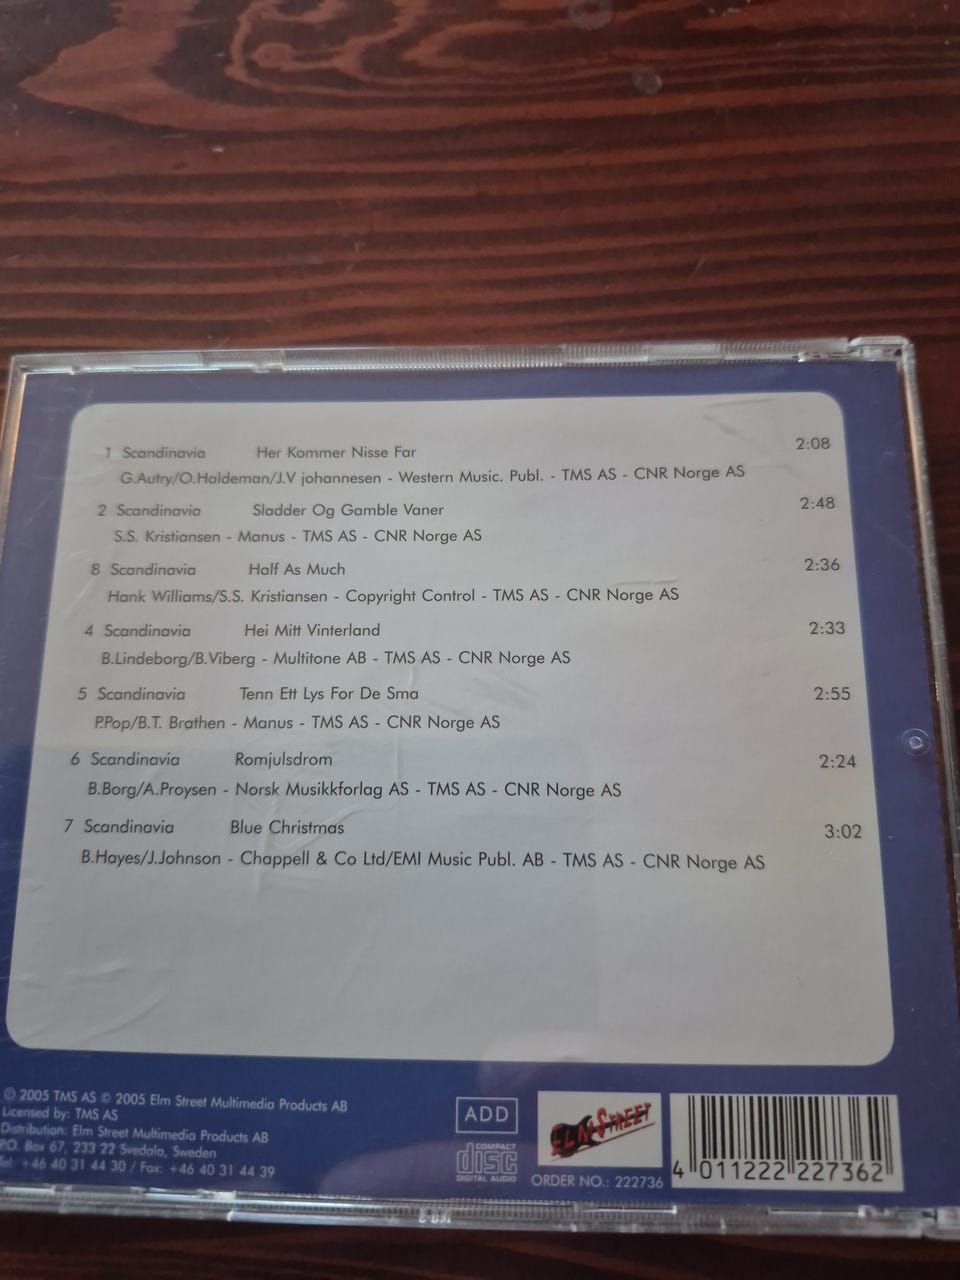 1 Scandinavia Her Kommer Nisse Far 2:08
G.Autry/O.Haldeman/J.V johannesen - Western Music. Publ. - TMS AS - CNR Norge AS
2 Scandinavia Sladder Og Gamble Vaner 2:48
S.S. Kristiansen - Manus - TMS AS - CNR Norge AS
8 Scandinavia Half As Much 2:36
Hank Williams/S.S. Kristiansen - Copyright Control - TMS AS - CNR Norge AS
4 Scandinavia Hei Mitt Vinterland 2:33
B.Lindeborg/B.Viberg - Multitone AB - TMS AS - CNR Norge AS
5 Scandinavia Tenn Ett Lys For De Sma 2:55
P.Pop/B.T. Brathen - Manus - TMS AS - CNR Norge AS
6 Scandinavia Romjulsdrom 2:24
B.Borg/A.Proysen - Norsk Musikkforlag AS - TMS AS - CNR Norge AS
7 Scandinavia Blue Christmas 3:02
B.Hayes/J.Johnson - Chappell & Co Ltd/EMI Music Publ. AB - TMS AS - CNR Norge AS
℗ 2005 TMS AS © 2005 Elm Street Multimedia Products AB
Licensed by: TMS AS
Distribution: Elm Street Multimedia Products AB
P.O. Box 67, 233 22 Svedala, Sweden
Tel: +46 40 31 44 30 / Fax: +46 40 31 44 39
ADD
COMPACT
disc
DIGITAL AUDIO
ELM STREET
ORDER NO.: 222736
4 011222 227362